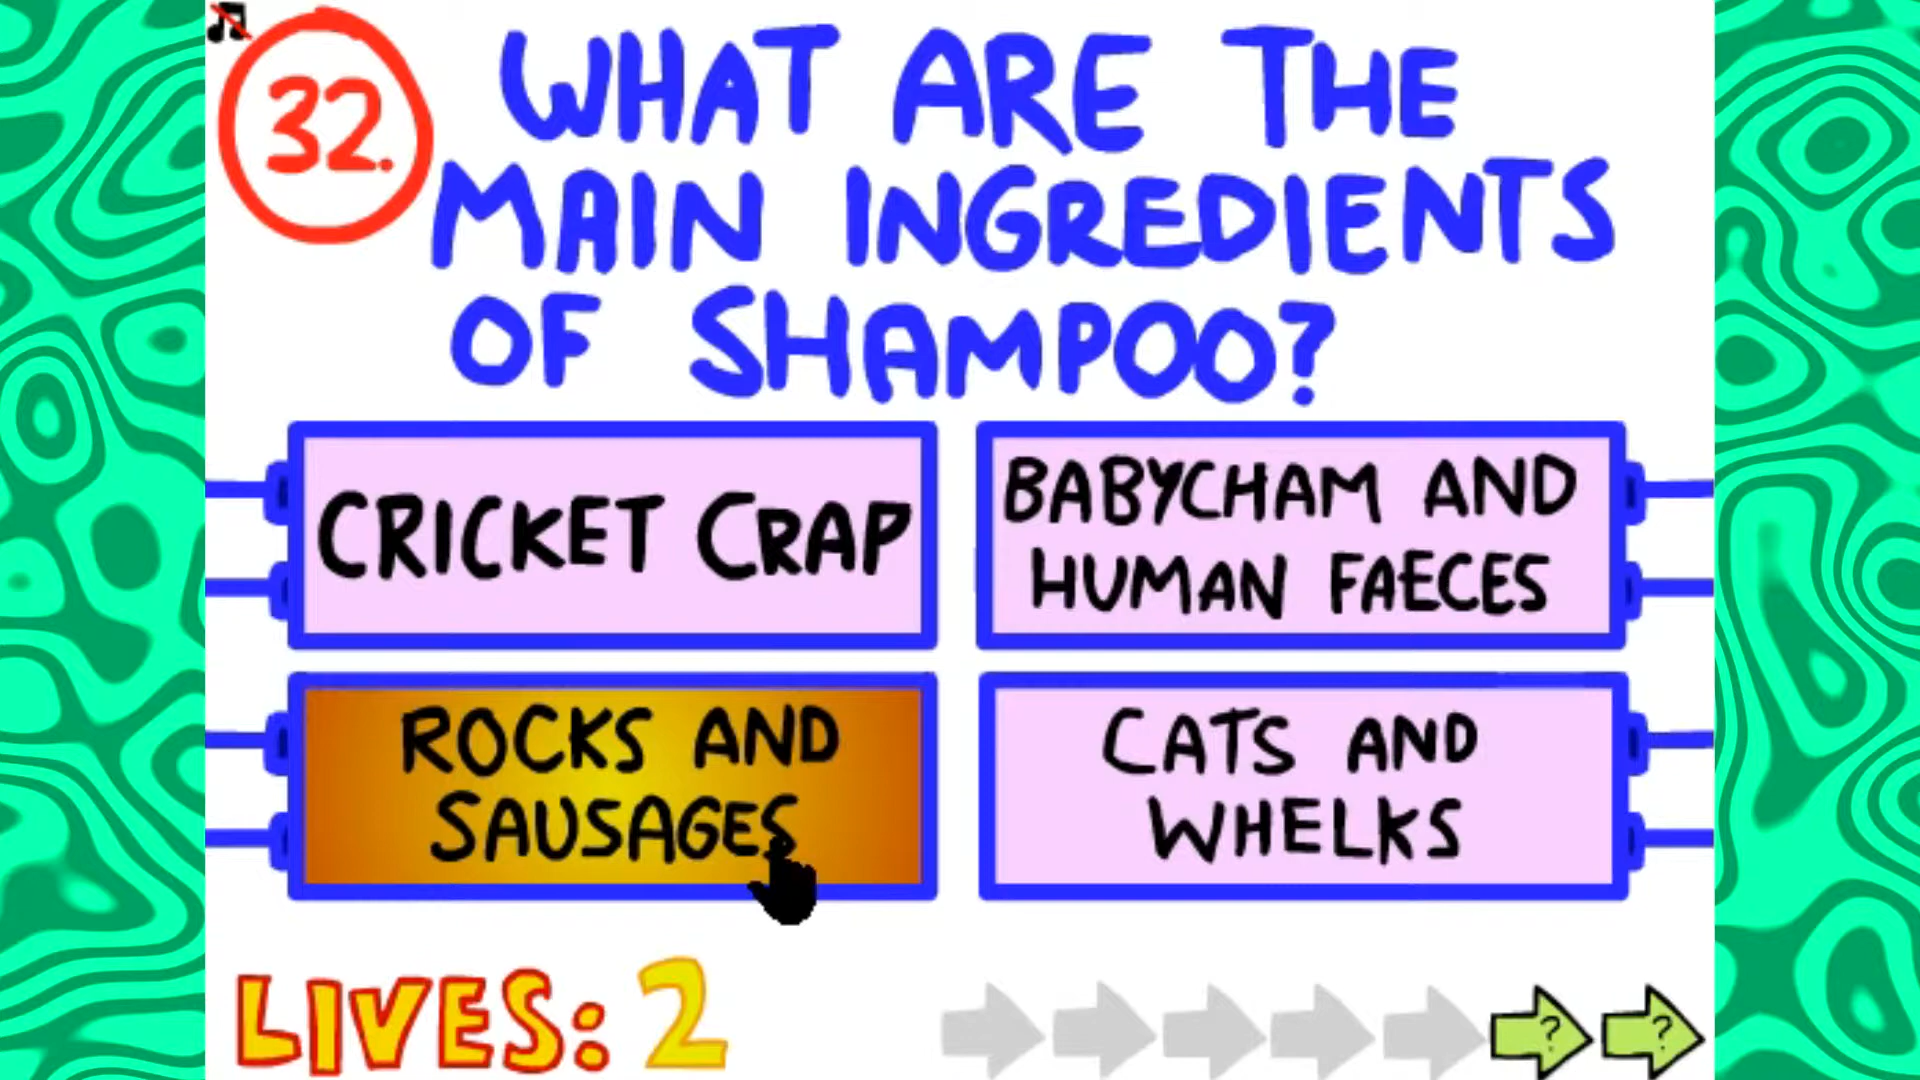 32.
WHAT ARE THE
MAIN INGREDIENTS
OF SHAMPOO?
CRICKET CRAP
BABYCHAM AND
HUMAN FAECES
ROCKS AND
SAUSAGES
CATS AND
WHELKS
LIVES: 2
? ?